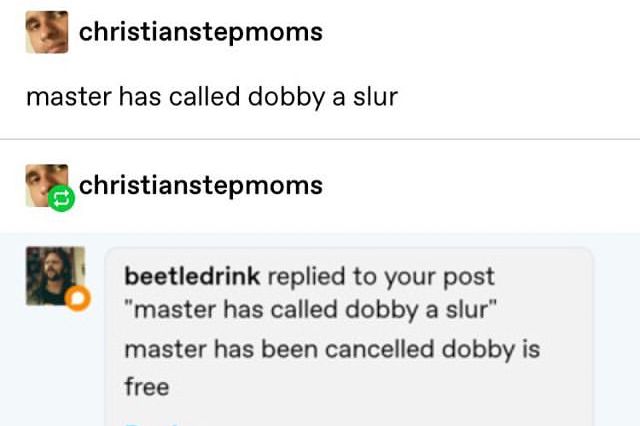 christianstepmoms
master has called dobby a slur
christianstepmoms
beetledrink replied to your post
"master has called dobby a slur"
master has been cancelled dobby is
free